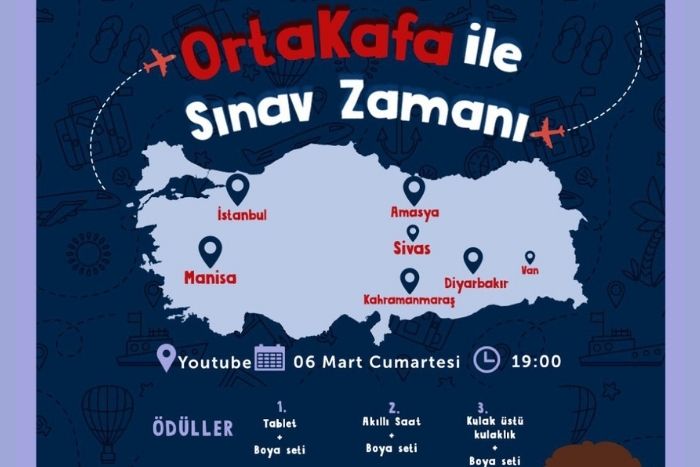 OrtaKafa ile
Sınav Zamanı
İstanbul
Amasya
Sivas
Manisa
Diyarbakır
Van
Kahramanmaraş
Youtube 06 Mart Cumartesi 19:00
ÖDÜLLER
1.
Tablet
+
Boya seti
2.
Akıllı Saat
+
Boya seti
3.
Kulak üstü
kulaklık
+
Boya seti